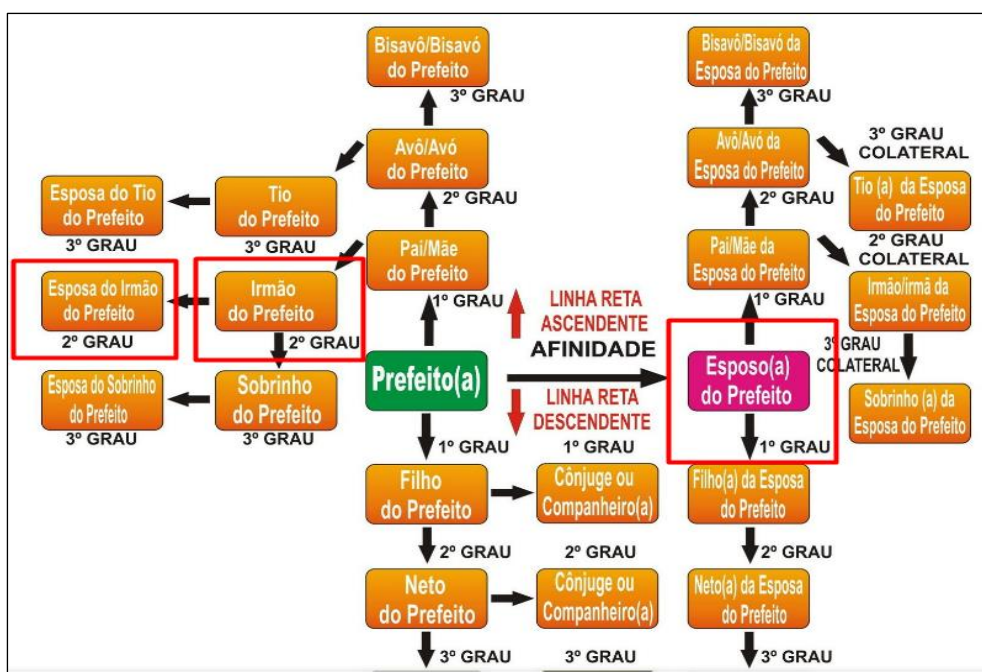 Bisavô/Bisavó
do Prefeito
3º GRAU
Avô/Avó
do Prefeito
2º GRAU
Esposa do Tio
do Prefeito
3º GRAU
Tio
do Prefeito
3º GRAU
Pai/Mãe
do Prefeito
1º GRAU
Esposa do Irmão
do Prefeito
2º GRAU
Irmão
do Prefeito
2º GRAU
Esposa do Sobrinho
do Prefeito
3º GRAU
Sobrinho
do Prefeito
3º GRAU
Prefeito(a)
LINHA RETA
ASCENDENTE
AFINIDADE
LINHA RETA
DESCENDENTE
1º GRAU
Filho
do Prefeito
1º GRAU
Cônjuge ou
Companheiro(a)
2º GRAU
Neto
do Prefeito
2º GRAU
Cônjuge ou
Companheiro(a)
3º GRAU
3º GRAU
Bisavô/Bisavó da
Esposa do Prefeito
3º GRAU
Avô/Avó da
Esposa do Prefeito
3º GRAU
COLATERAL
Tio (a) da Esposa
do Prefeito
2º GRAU
Pai/Mãe da
Esposa do Prefeito
2º GRAU
COLATERAL
Irmão/irmã da
Esposa do Prefeito
1º GRAU
3º GRAU
COLATERAL
Sobrinho (a) da
Esposa do Prefeito
Esposo(a)
do Prefeito
1º GRAU
Filho(a) da Esposa
do Prefeito
2º GRAU
Neto(a) da Esposa
do Prefeito
3º GRAU